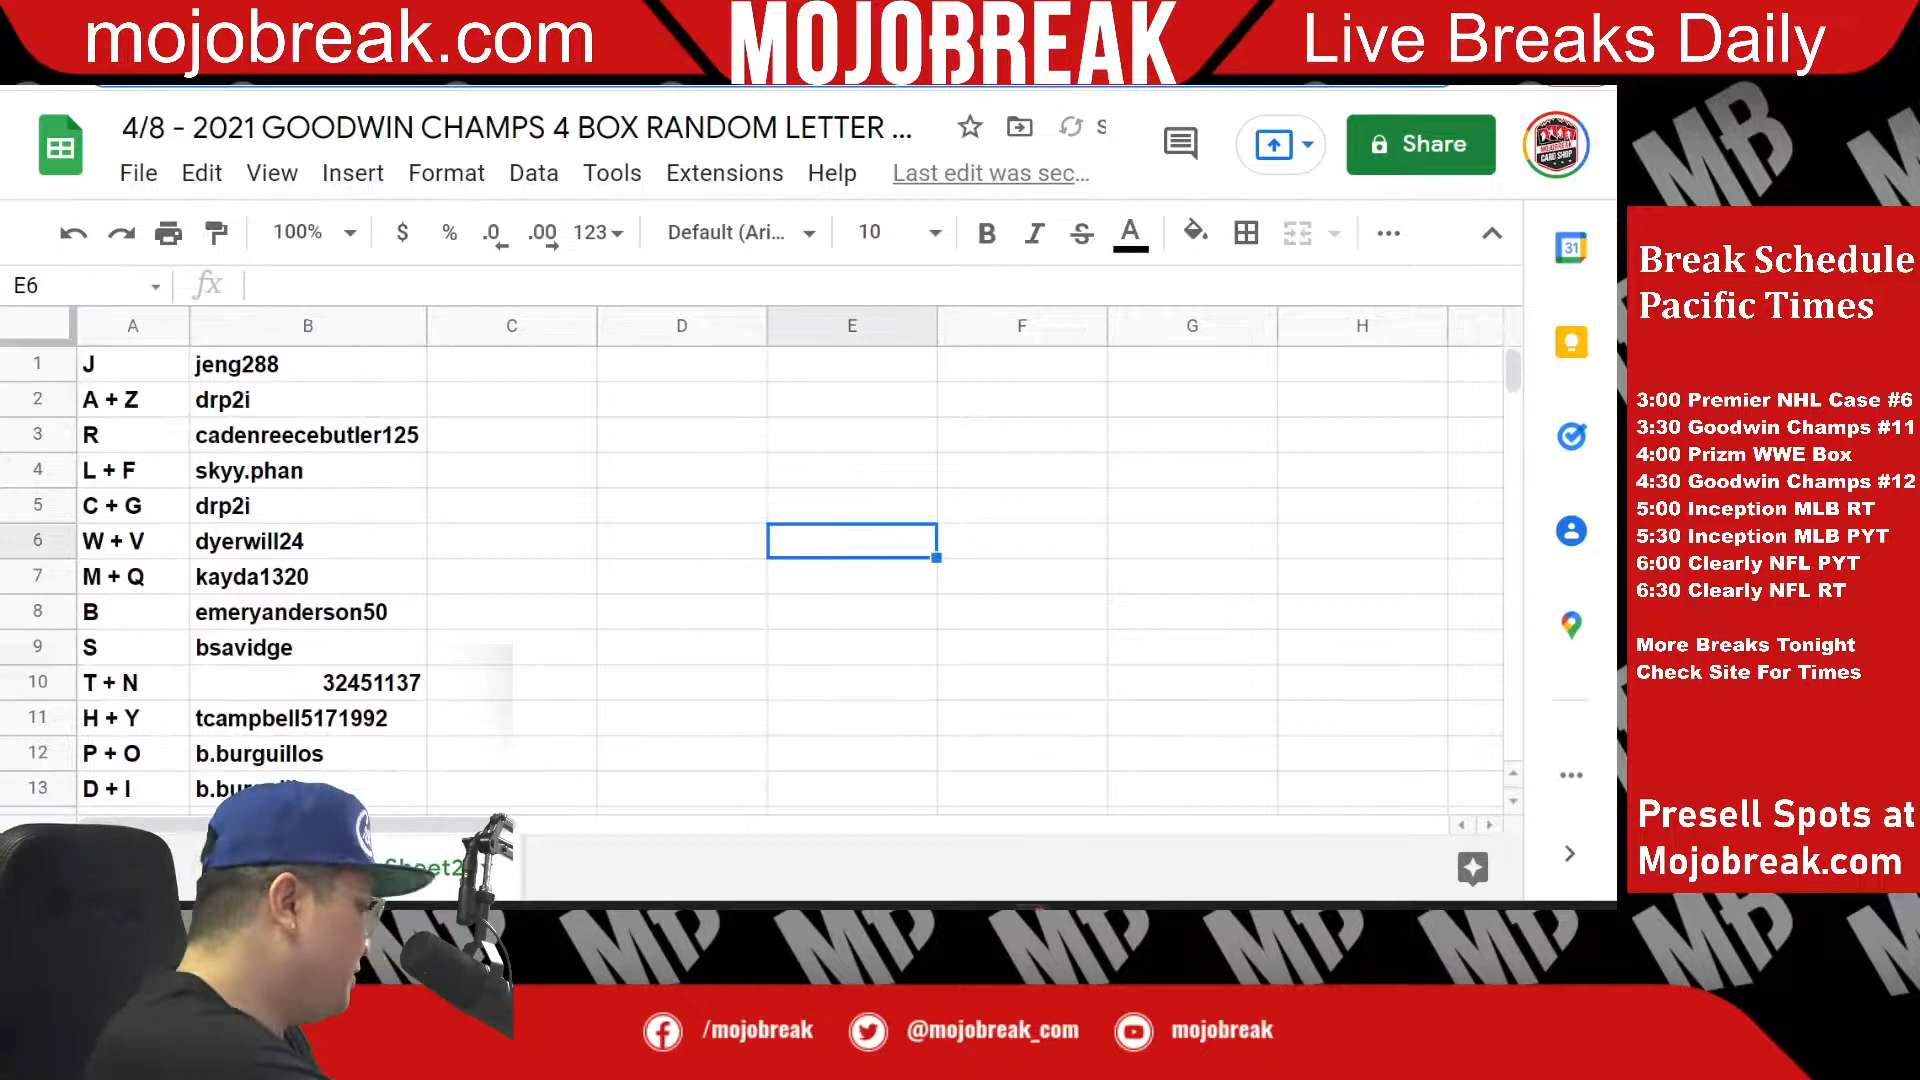 mojobreak.com
MOJOBREAK
Live Breaks Daily
4/8 - 2021 GOODWIN CHAMPS 4 BOX RANDOM LETTER ...
S
Share
File Edit View Insert Format Data Tools Extensions Help Last edit was sec...
100% $ % .0 .00 123 Default (Ari... 10 B I S A ...
31
E6 fx
A B C D E F G H
1 J jeng288
2 A + Z drp2i
3 R cadenreecebutler125
4 L + F skyy.phan
5 C + G drp2i
6 W + V dyerwill24
7 M + Q kayda1320
8 B emeryanderson50
9 S bsavidge
10 T + N 32451137
11 H + Y tcampbell5171992
12 P + O b.burguillos
13 D + I
Break Schedule
Pacific Times
3:00 Premier NHL Case #6
3:30 Goodwin Champs #11
4:00 Prizm WWE Box
4:30 Goodwin Champs #12
5:00 Inception MLB RT
5:30 Inception MLB PYT
6:00 Clearly NFL PYT
6:30 Clearly NFL RT
More Breaks Tonight
Check Site For Times
Presell Spots at
Mojobreak.com
/mojobreak @mojobreak_com mojobreak